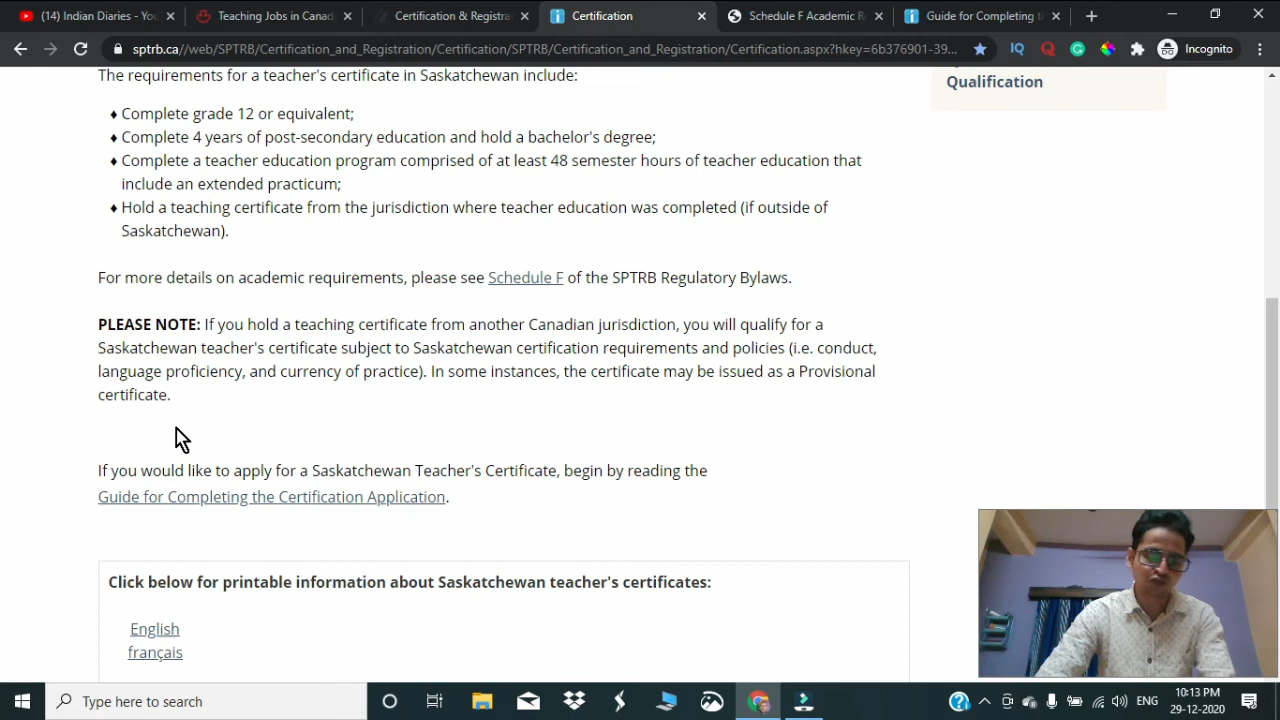 (14) Indian Diaries - You
Teaching Jobs in Canad
Certification & Registra
Certification
Schedule F Academic R
Guide for Completing th
sptrb.ca//web/SPTRB/Certification_and_Registration/Certification/SPTRB/Certification_and_Registration/Certification.aspx?hkey=6b376901-39...
Incognito
The requirements for a teacher's certificate in Saskatchewan include:
Qualification
♦ Complete grade 12 or equivalent;
♦ Complete 4 years of post-secondary education and hold a bachelor's degree;
♦ Complete a teacher education program comprised of at least 48 semester hours of teacher education that
include an extended practicum;
♦ Hold a teaching certificate from the jurisdiction where teacher education was completed (if outside of
Saskatchewan).
For more details on academic requirements, please see Schedule F of the SPTRB Regulatory Bylaws.
PLEASE NOTE: If you hold a teaching certificate from another Canadian jurisdiction, you will qualify for a
Saskatchewan teacher's certificate subject to Saskatchewan certification requirements and policies (i.e. conduct,
language proficiency, and currency of practice). In some instances, the certificate may be issued as a Provisional
certificate.
If you would like to apply for a Saskatchewan Teacher's Certificate, begin by reading the
Guide for Completing the Certification Application.
Click below for printable information about Saskatchewan teacher's certificates:
English
français
Type here to search
ENG
10:13 PM
29-12-2020